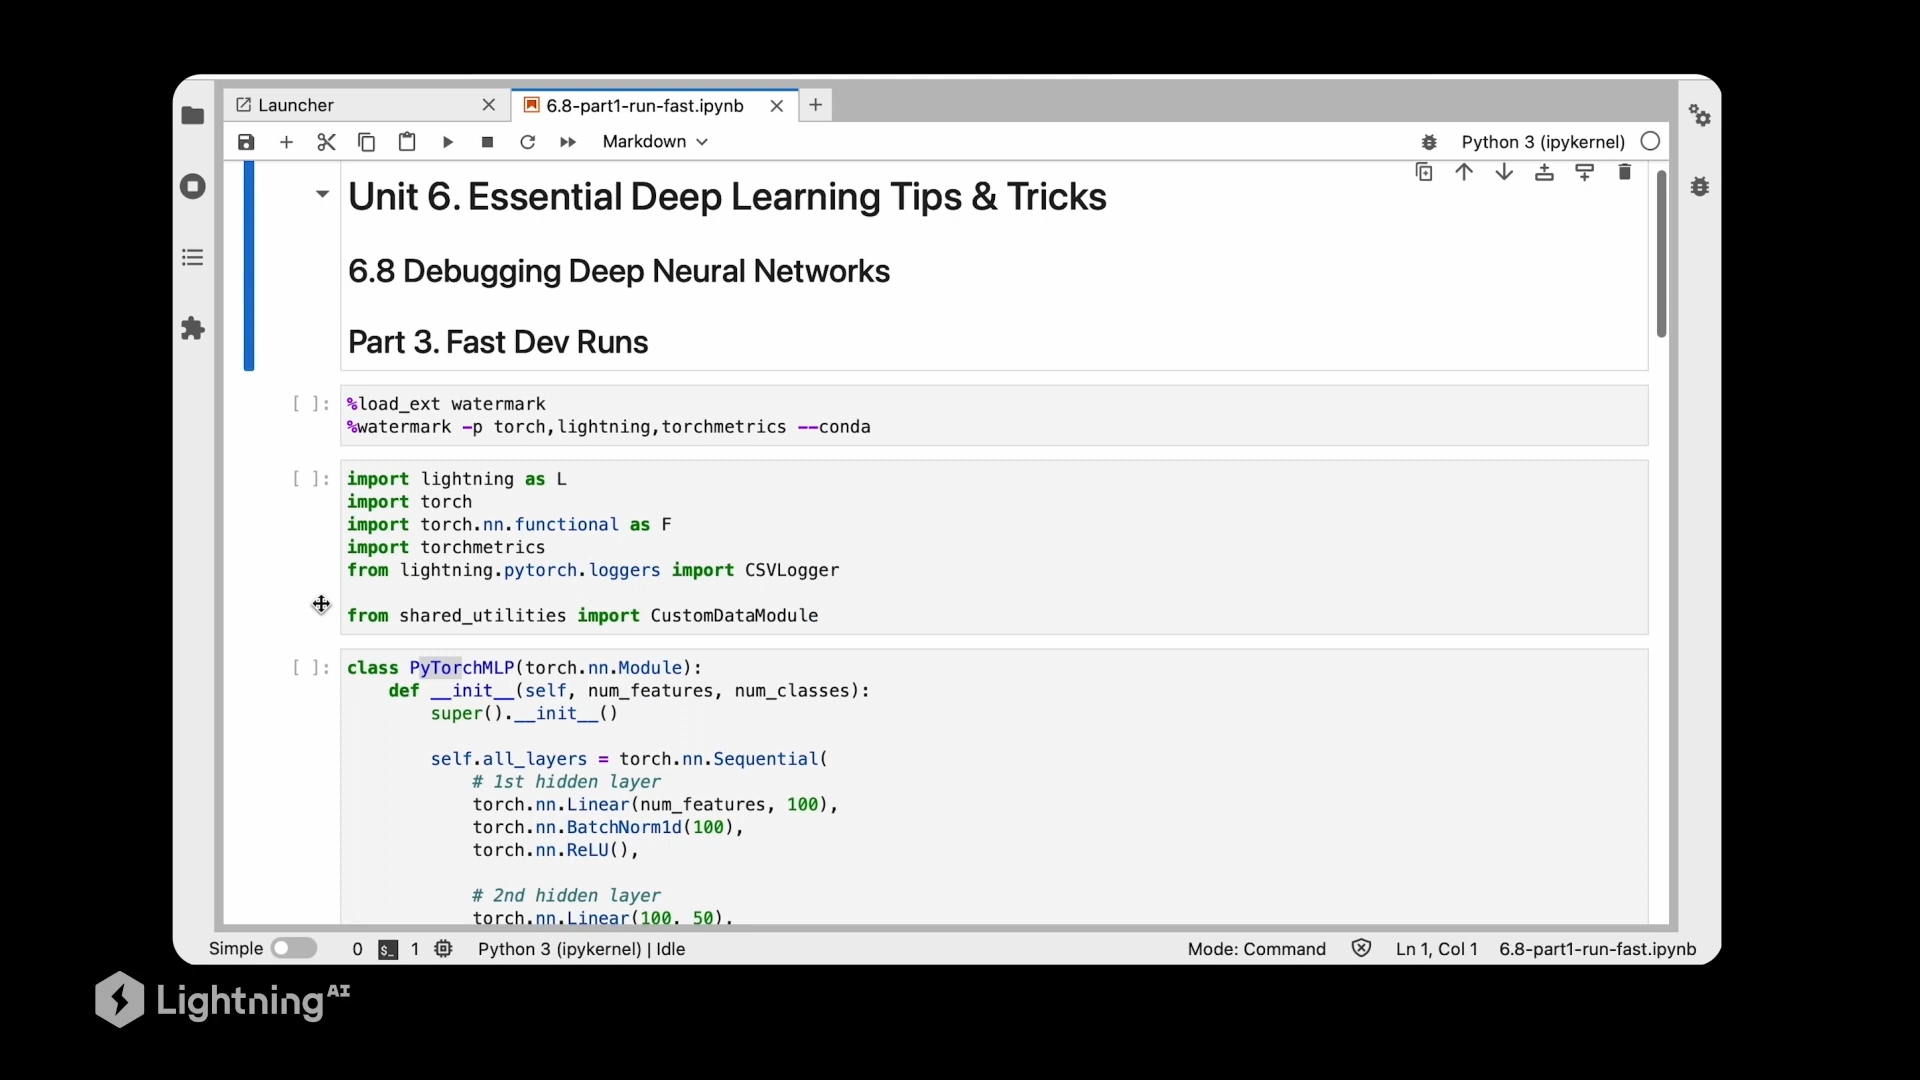 Launcher
6.8-part1-run-fast.ipynb
Markdown
Python 3 (ipykernel)
Unit 6. Essential Deep Learning Tips & Tricks
6.8 Debugging Deep Neural Networks
Part 3. Fast Dev Runs
[ ]: %load_ext watermark
%watermark -p torch,lightning,torchmetrics --conda
[ ]: import lightning as L
import torch
import torch.nn.functional as F
import torchmetrics
from lightning.pytorch.loggers import CSVLogger
from shared_utilities import CustomDataModule
[ ]: class PyTorchMLP(torch.nn.Module):
def __init__(self, num_features, num_classes):
super().__init__()
self.all_layers = torch.nn.Sequential(
# 1st hidden layer
torch.nn.Linear(num_features, 100),
torch.nn.BatchNorm1d(100),
torch.nn.ReLU(),
# 2nd hidden layer
torch.nn.Linear(100, 50),
Simple 0 $_ 1 Python 3 (ipykernel) | Idle Mode: Command Ln 1, Col 1 6.8-part1-run-fast.ipynb
Lightning AI